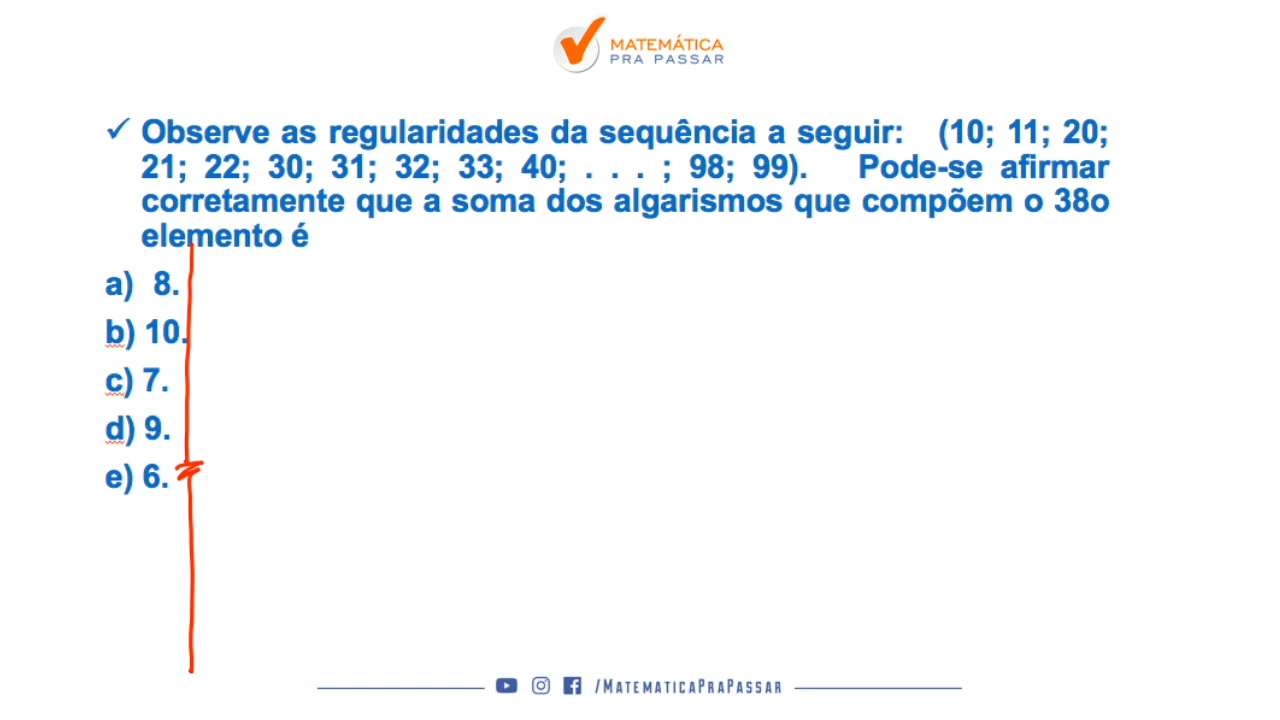 MATEMÁTICA
PRA PASSAR
✓ Observe as regularidades da sequência a seguir: (10; 11; 20;
21; 22; 30; 31; 32; 33; 40; . . . ; 98; 99). Pode-se afirmar
corretamente que a soma dos algarismos que compõem o 38o
elemento é
a) 8.
b) 10.
c) 7.
d) 9.
e) 6.
/MATEMATICAPRAPASSAR